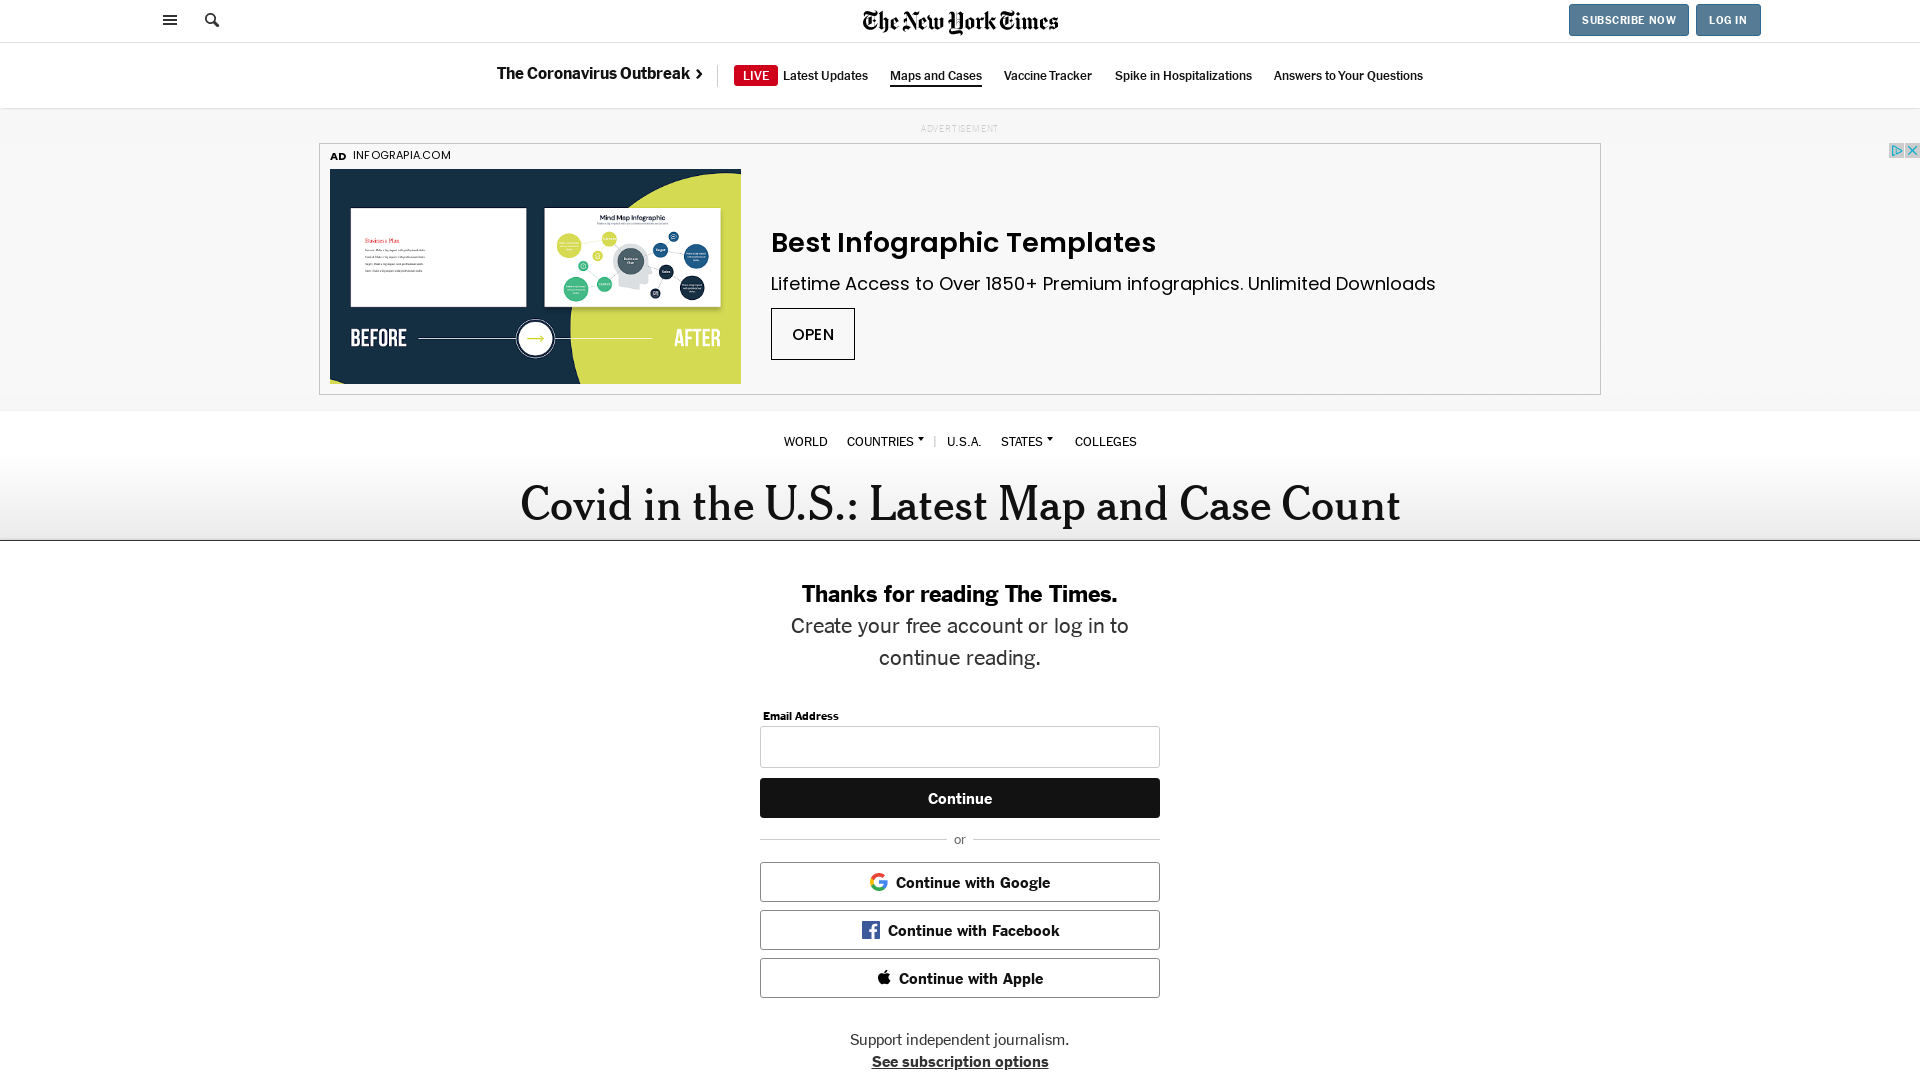 The New York Times
SUBSCRIBE NOW
LOG IN
The Coronavirus Outbreak
LIVE Latest Updates
Maps and Cases
Vaccine Tracker
Spike in Hospitalizations
Answers to Your Questions
ADVERTISEMENT
AD INFOGRAPIA.COM
Business Plan
Mind Map Infographic
BEFORE
AFTER
Best Infographic Templates
Lifetime Access to Over 1850+ Premium infographics. Unlimited Downloads
OPEN
WORLD
COUNTRIES
U.S.A.
STATES
COLLEGES
Covid in the U.S.: Latest Map and Case Count
Thanks for reading The Times.
Create your free account or log in to
continue reading.
Email Address
Continue
or
Continue with Google
Continue with Facebook
Continue with Apple
Support independent journalism.
See subscription options